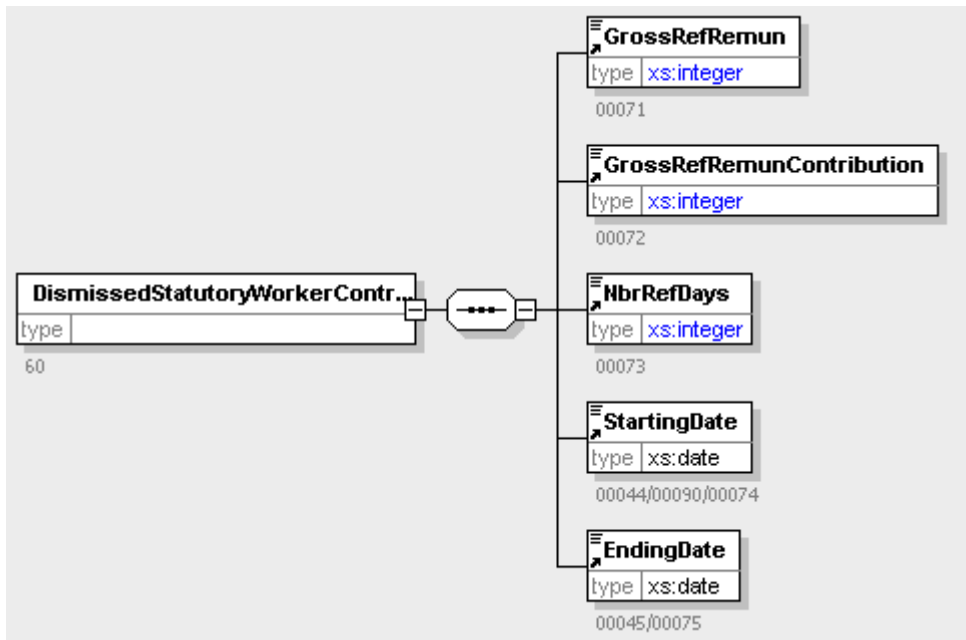 GrossRefRemun
type xs:integer
00071
GrossRefRemunContribution
type xs:integer
00072
DismissedStatutoryWorkerContr...
type
60
NbrRefDays
type xs:integer
00073
StartingDate
type xs:date
00044/00090/00074
EndingDate
type xs:date
00045/00075